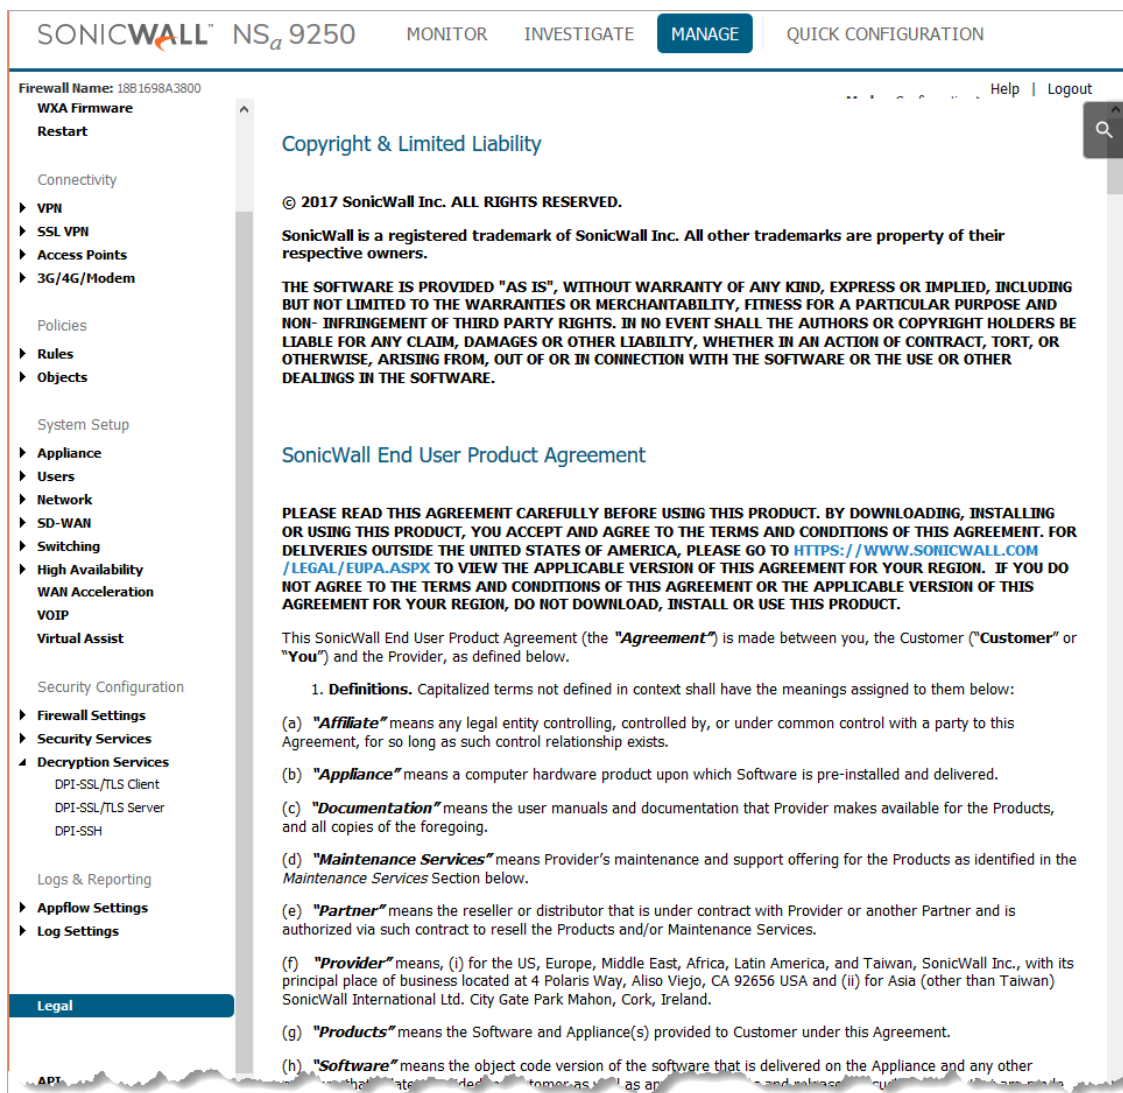 SONICWALL NSa 9250 MONITOR INVESTIGATE MANAGE QUICK CONFIGURATION
Firewall Name: 18B1698A3800
Help | Logout
WXA Firmware
Restart
Connectivity
VPN
SSL VPN
Access Points
3G/4G/Modem
Policies
Rules
Objects
System Setup
Appliance
Users
Network
SD-WAN
Switching
High Availability
WAN Acceleration
VOIP
Virtual Assist
Security Configuration
Firewall Settings
Security Services
Decryption Services
DPI-SSL/TLS Client
DPI-SSL/TLS Server
DPI-SSH
Logs & Reporting
Appflow Settings
Log Settings
Legal
API
Copyright & Limited Liability
© 2017 SonicWall Inc. ALL RIGHTS RESERVED.
SonicWall is a registered trademark of SonicWall Inc. All other trademarks are property of their
respective owners.
THE SOFTWARE IS PROVIDED "AS IS", WITHOUT WARRANTY OF ANY KIND, EXPRESS OR IMPLIED, INCLUDING
BUT NOT LIMITED TO THE WARRANTIES OR MERCHANTABILITY, FITNESS FOR A PARTICULAR PURPOSE AND
NON- INFRINGEMENT OF THIRD PARTY RIGHTS. IN NO EVENT SHALL THE AUTHORS OR COPYRIGHT HOLDERS BE
LIABLE FOR ANY CLAIM, DAMAGES OR OTHER LIABILITY, WHETHER IN AN ACTION OF CONTRACT, TORT, OR
OTHERWISE, ARISING FROM, OUT OF OR IN CONNECTION WITH THE SOFTWARE OR THE USE OR OTHER
DEALINGS IN THE SOFTWARE.
SonicWall End User Product Agreement
PLEASE READ THIS AGREEMENT CAREFULLY BEFORE USING THIS PRODUCT. BY DOWNLOADING, INSTALLING
OR USING THIS PRODUCT, YOU ACCEPT AND AGREE TO THE TERMS AND CONDITIONS OF THIS AGREEMENT. FOR
DELIVERIES OUTSIDE THE UNITED STATES OF AMERICA, PLEASE GO TO HTTPS://WWW.SONICWALL.COM
/LEGAL/EUPA.ASPX TO VIEW THE APPLICABLE VERSION OF THIS AGREEMENT FOR YOUR REGION. IF YOU DO
NOT AGREE TO THE TERMS AND CONDITIONS OF THIS AGREEMENT OR THE APPLICABLE VERSION OF THIS
AGREEMENT FOR YOUR REGION, DO NOT DOWNLOAD, INSTALL OR USE THIS PRODUCT.
This SonicWall End User Product Agreement (the “Agreement”) is made between you, the Customer (“Customer” or
“You”) and the Provider, as defined below.
1. Definitions. Capitalized terms not defined in context shall have the meanings assigned to them below:
(a) “Affiliate” means any legal entity controlling, controlled by, or under common control with a party to this
Agreement, for so long as such control relationship exists.
(b) “Appliance” means a computer hardware product upon which Software is pre-installed and delivered.
(c) “Documentation” means the user manuals and documentation that Provider makes available for the Products,
and all copies of the foregoing.
(d) “Maintenance Services” means Provider’s maintenance and support offering for the Products as identified in the
Maintenance Services Section below.
(e) “Partner” means the reseller or distributor that is under contract with Provider or another Partner and is
authorized via such contract to resell the Products and/or Maintenance Services.
(f) “Provider” means, (i) for the US, Europe, Middle East, Africa, Latin America, and Taiwan, SonicWall Inc., with its
principal place of business located at 4 Polaris Way, Aliso Viejo, CA 92656 USA and (ii) for Asia (other than Taiwan)
SonicWall International Ltd. City Gate Park Mahon, Cork, Ireland.
(g) “Products” means the Software and Appliance(s) provided to Customer under this Agreement.
(h) “Software” means the object code version of the software that is delivered on the Appliance and any other